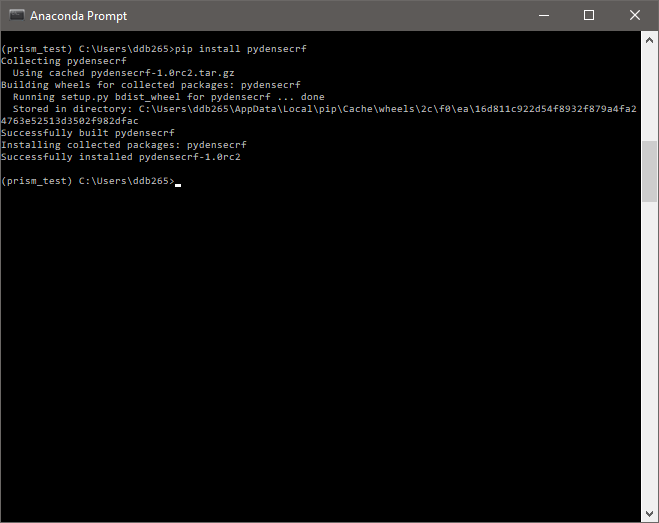 Anaconda Prompt
(prism_test) C:\Users\ddb265>pip install pydensecrf
Collecting pydensecrf
  Using cached pydensecrf-1.0rc2.tar.gz
Building wheels for collected packages: pydensecrf
  Running setup.py bdist_wheel for pydensecrf ... done
  Stored in directory: C:\Users\ddb265\AppData\Local\pip\Cache\wheels\2c\f0\ea\16d811c922d54f8932f879a4fa2
4763e52513d3502f982dfac
Successfully built pydensecrf
Installing collected packages: pydensecrf
Successfully installed pydensecrf-1.0rc2
(prism_test) C:\Users\ddb265>